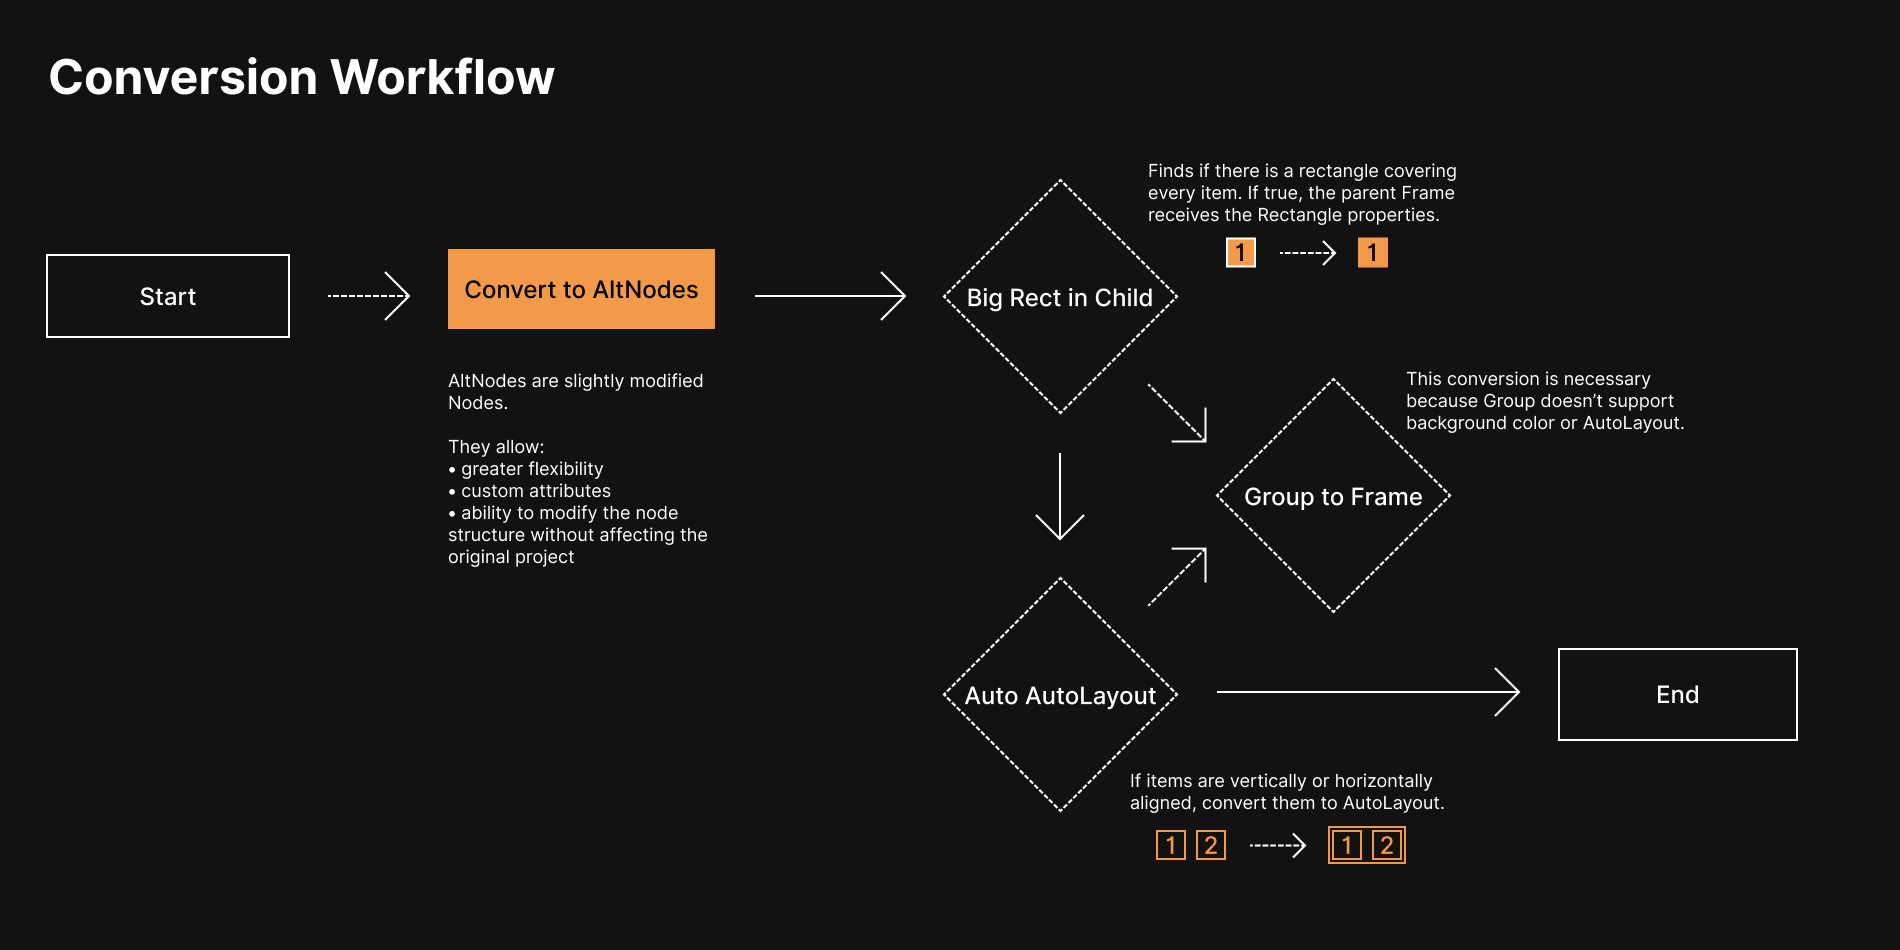 Conversion Workflow
Start
Convert to AltNodes
AltNodes are slightly modified
Nodes.
They allow:
• greater flexibility
• custom attributes
• ability to modify the node
structure without affecting the
original project
Big Rect in Child
Finds if there is a rectangle covering
every item. If true, the parent Frame
receives the Rectangle properties.
1 1
Group to Frame
This conversion is necessary
because Group doesn’t support
background color or AutoLayout.
Auto AutoLayout
If items are vertically or horizontally
aligned, convert them to AutoLayout.
1 2 1 2
End